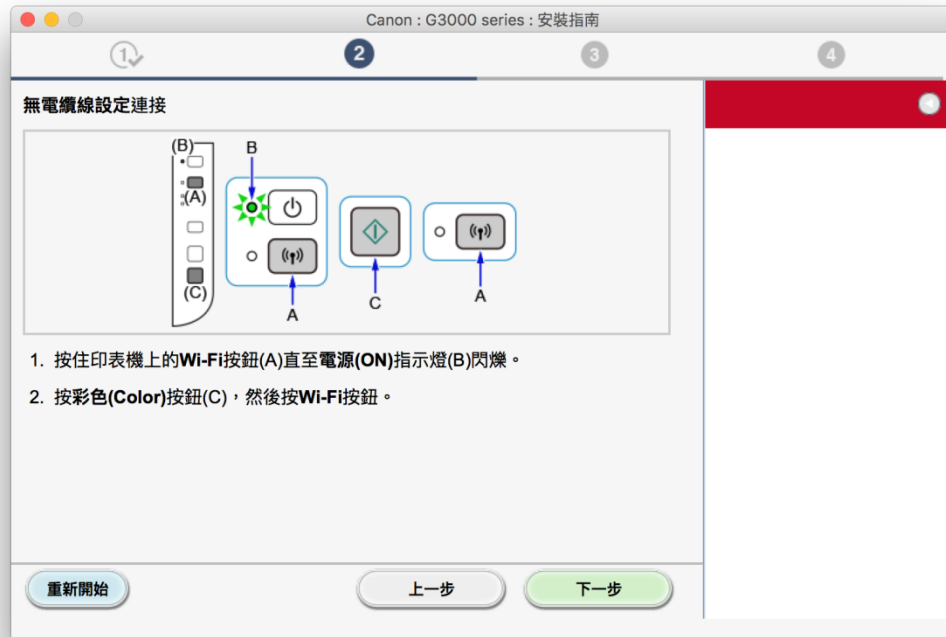 Canon : G3000 series : 安裝指南
1 2 3 4
無電纜線設定連接
(B) B
(A)
(C)
A C A
1. 按住印表機上的Wi-Fi按鈕(A)直至電源(ON)指示燈(B)閃爍。
2. 按彩色(Color)按鈕(C)，然後按Wi-Fi按鈕。
重新開始 上一步 下一步